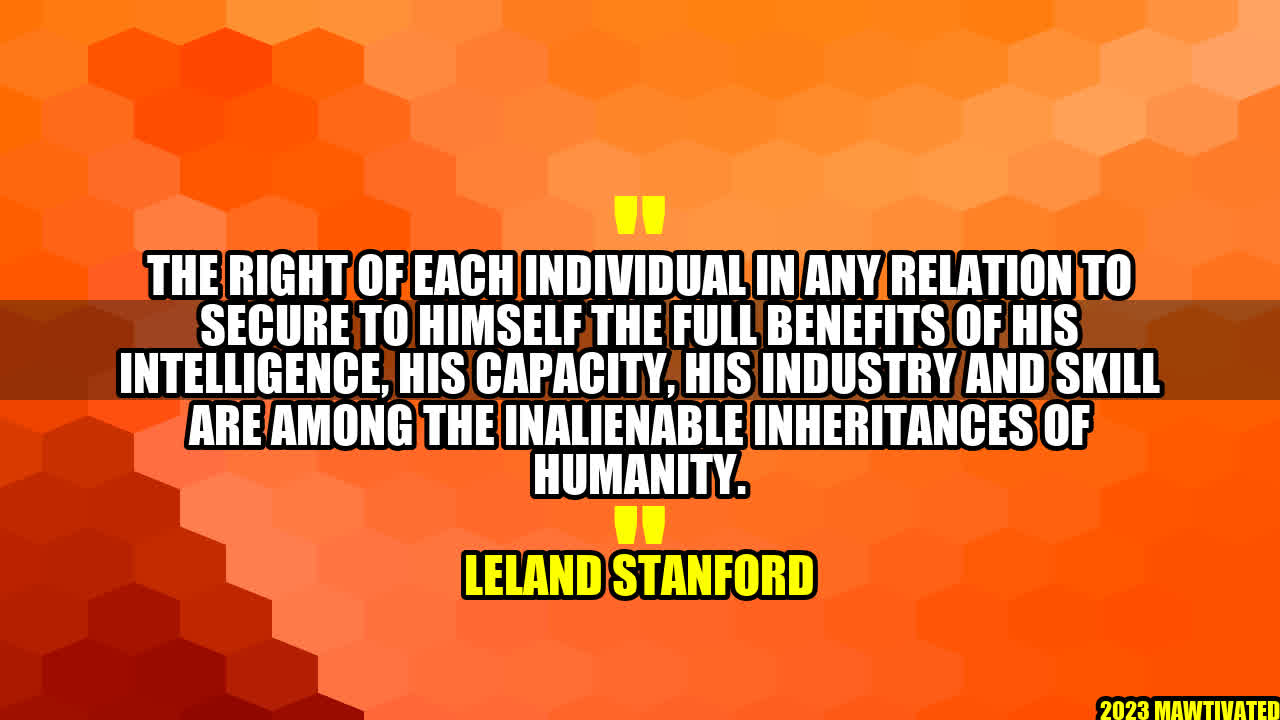 "
THE RIGHT OF EACH INDIVIDUAL IN ANY RELATION TO
SECURE TO HIMSELF THE FULL BENEFITS OF HIS
INTELLIGENCE, HIS CAPACITY, HIS INDUSTRY AND SKILL
ARE AMONG THE INALIENABLE INHERITANCES OF
HUMANITY.
"
LELAND STANFORD
2023 MAWTIVATED